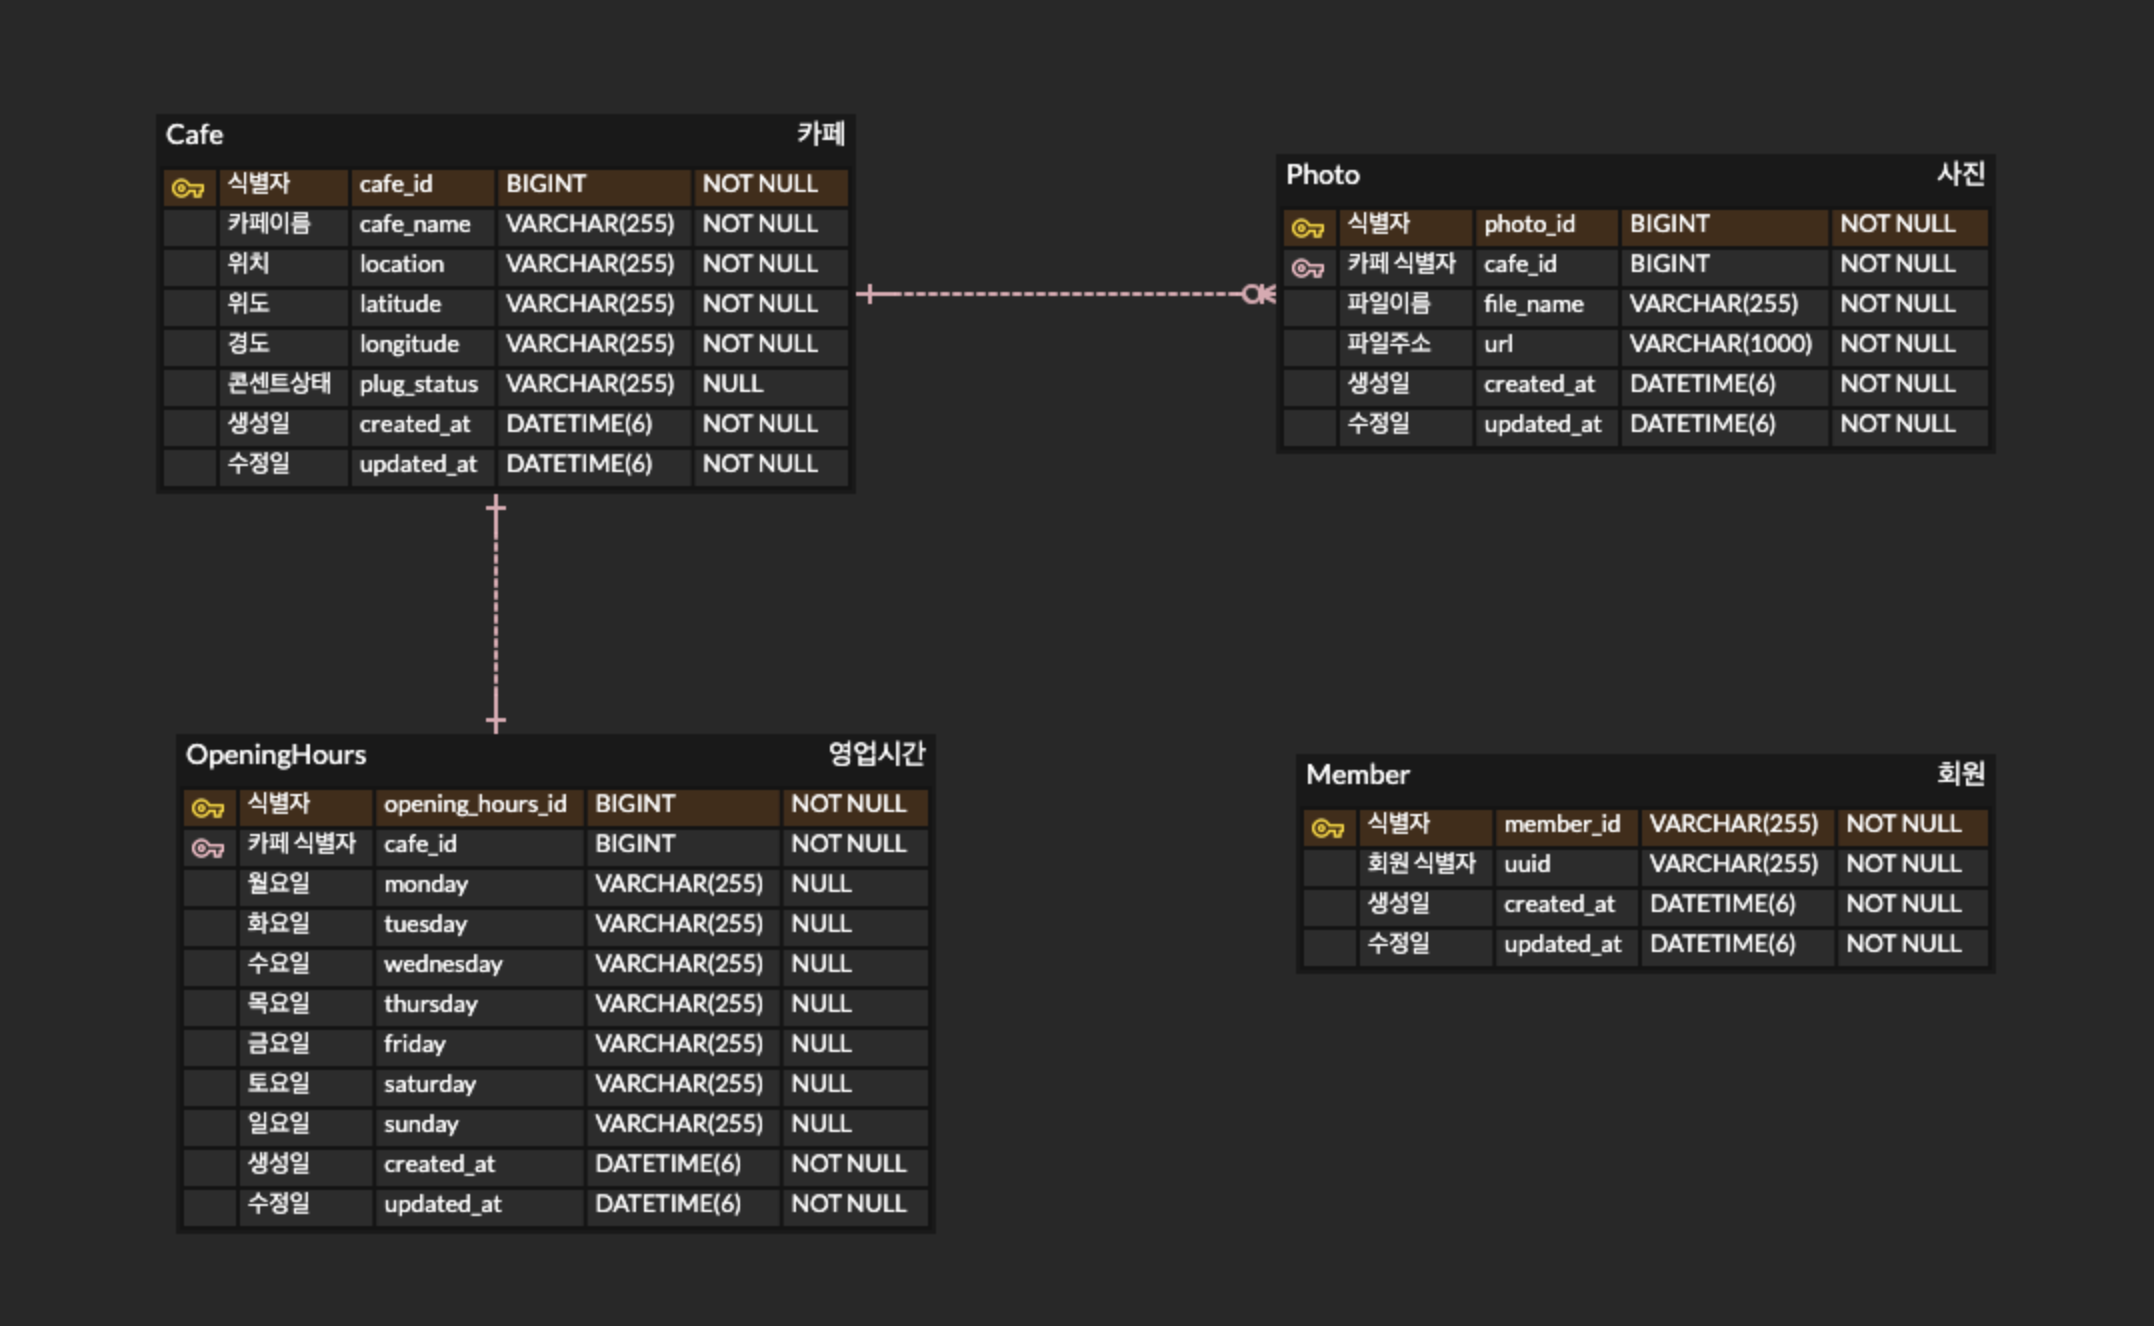 Cafe 카페
식별자 cafe_id BIGINT NOT NULL
카페이름 cafe_name VARCHAR(255) NOT NULL
위치 location VARCHAR(255) NOT NULL
위도 latitude VARCHAR(255) NOT NULL
경도 longitude VARCHAR(255) NOT NULL
콘센트상태 plug_status VARCHAR(255) NULL
생성일 created_at DATETIME(6) NOT NULL
수정일 updated_at DATETIME(6) NOT NULL
Photo 사진
식별자 photo_id BIGINT NOT NULL
카페 식별자 cafe_id BIGINT NOT NULL
파일이름 file_name VARCHAR(255) NOT NULL
파일주소 url VARCHAR(1000) NOT NULL
생성일 created_at DATETIME(6) NOT NULL
수정일 updated_at DATETIME(6) NOT NULL
OpeningHours 영업시간
식별자 opening_hours_id BIGINT NOT NULL
카페 식별자 cafe_id BIGINT NOT NULL
월요일 monday VARCHAR(255) NULL
화요일 tuesday VARCHAR(255) NULL
수요일 wednesday VARCHAR(255) NULL
목요일 thursday VARCHAR(255) NULL
금요일 friday VARCHAR(255) NULL
토요일 saturday VARCHAR(255) NULL
일요일 sunday VARCHAR(255) NULL
생성일 created_at DATETIME(6) NOT NULL
수정일 updated_at DATETIME(6) NOT NULL
Member 회원
식별자 member_id VARCHAR(255) NOT NULL
회원 식별자 uuid VARCHAR(255) NOT NULL
생성일 created_at DATETIME(6) NOT NULL
수정일 updated_at DATETIME(6) NOT NULL